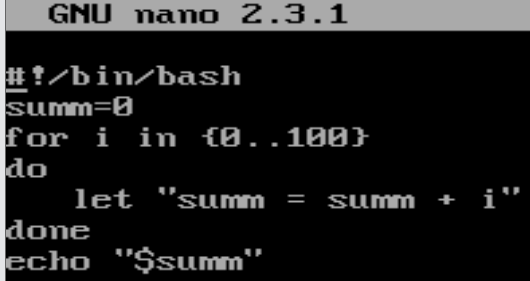 GNU nano 2.3.1
#!/bin/bash
summ=0
for i in {0..100}
do
   let "summ = summ + i"
done
echo "$summ"